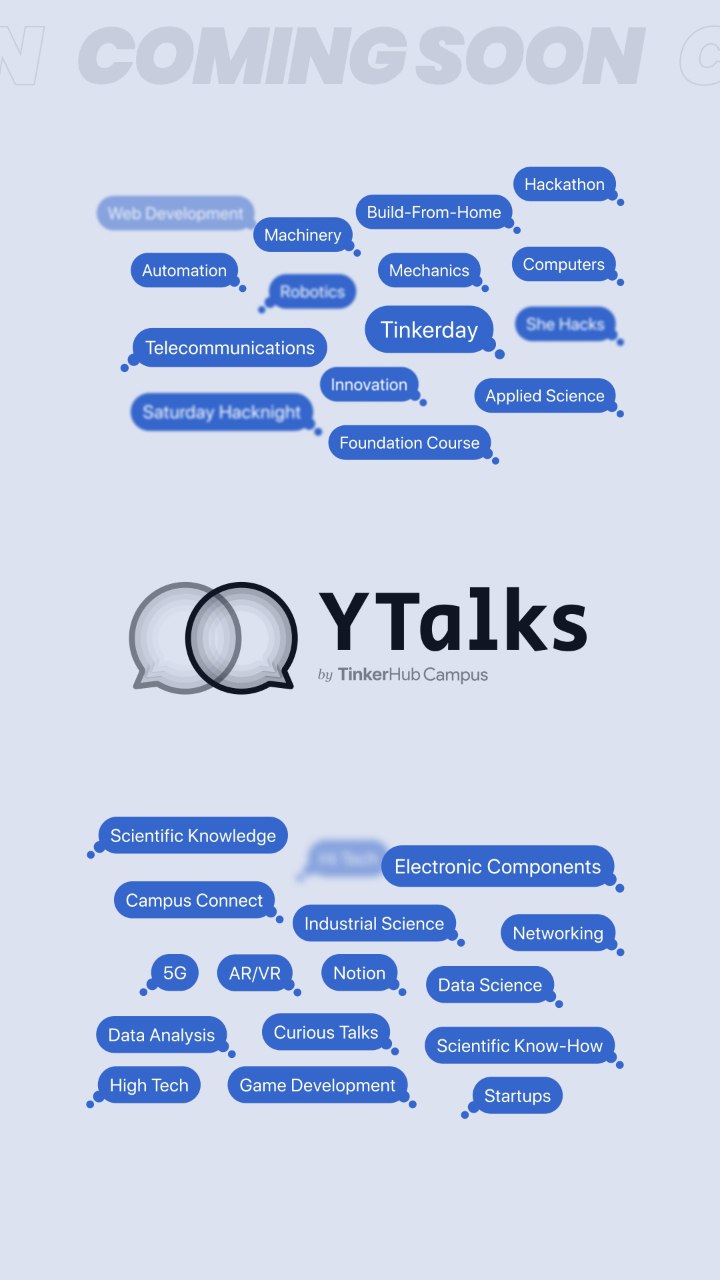 N COMING SOON C
Hackathon
Web Development
Build-From-Home
Machinery
Automation
Mechanics
Computers
Robotics
Tinkerday
She Hacks
Telecommunications
Innovation
Applied Science
Saturday Hacknight
Foundation Course
YTalks
by TinkerHub Campus
Scientific Knowledge
Hi Tech
Electronic Components
Campus Connect
Industrial Science
Networking
5G
AR/VR
Notion
Data Science
Data Analysis
Curious Talks
Scientific Know-How
High Tech
Game Development
Startups